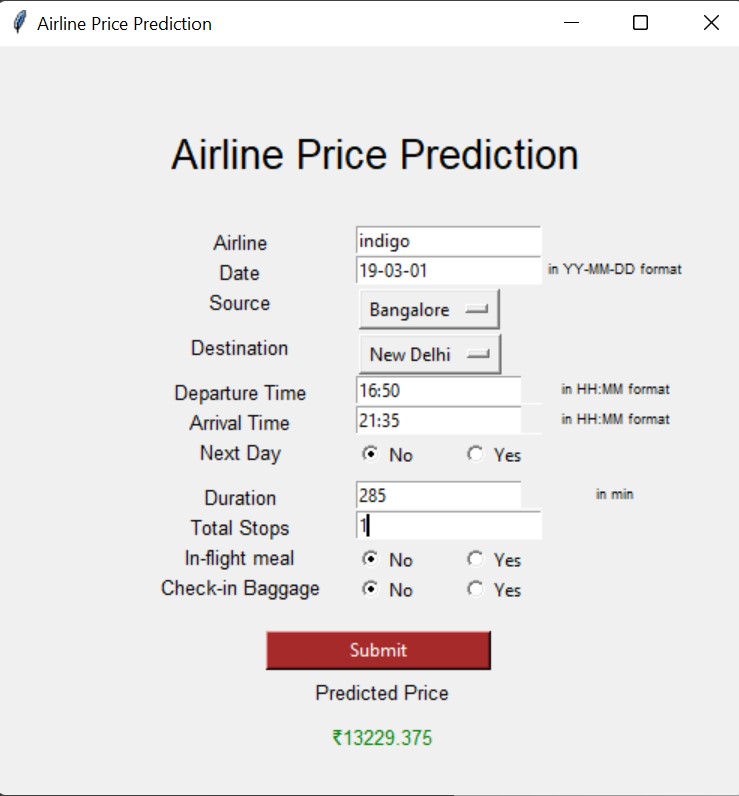 Airline Price Prediction
Airline Price Prediction
Airline indigo
Date 19-03-01 in YY-MM-DD format
Source Bangalore
Destination New Delhi
Departure Time 16:50 in HH:MM format
Arrival Time 21:35 in HH:MM format
Next Day No Yes
Duration 285 in min
Total Stops 1
In-flight meal No Yes
Check-in Baggage No Yes
Submit
Predicted Price
₹13229.375